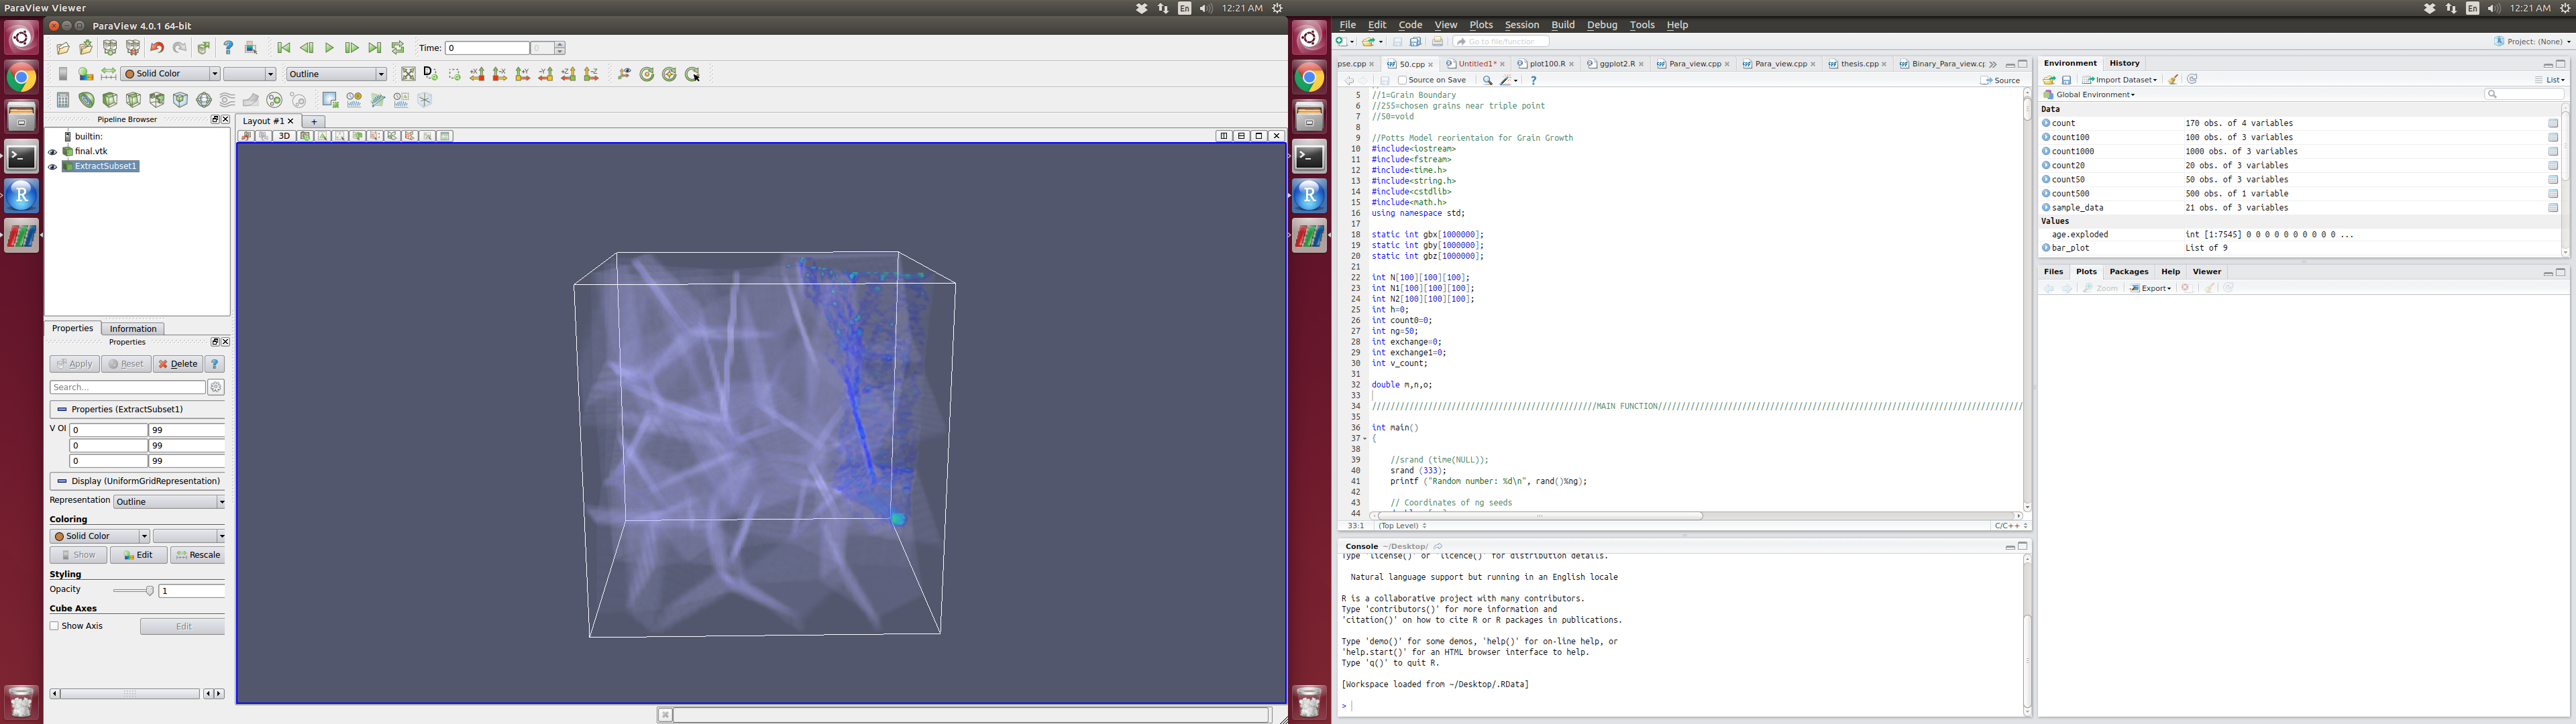 ParaView Viewer
En
12:21 AM
ParaView 4.0.1 64-bit
Time: 0
0
Solid Color
Outline
Pipeline Browser
builtin:
final.vtk
ExtractSubset1
Properties Information
Properties
Apply Reset Delete ?
Search...
Properties (ExtractSubset1)
V OI 0 99
0 99
0 99
Display (UniformGridRepresentation)
Representation Outline
Coloring
Solid Color
Show Edit Rescale
Styling
Opacity 1
Cube Axes
Show Axis Edit
Layout #1
+
3D
En
12:21 AM
File Edit Code View Plots Session Build Debug Tools Help
Go to file/function
Project: (None)
pse.cpp 50.cpp Untitled1* plot100.R ggplot2.R Para_view.cpp Para_view.cpp thesis.cpp Binary_Para_view.c
Source on Save
Source
5 //1=Grain Boundary
6 //255=chosen grains near triple point
7 //50=void
8
9 //Potts Model reorientaion for Grain Growth
10 #include<iostream>
11 #include<fstream>
12 #include<time.h>
13 #include<string.h>
14 #include<cstdlib>
15 #include<math.h>
16 using namespace std;
17
18 static int gbx[1000000];
19 static int gby[1000000];
20 static int gbz[1000000];
21
22 int N[100][100][100];
23 int N1[100][100][100];
24 int N2[100][100][100];
25 int h=0;
26 int count0=0;
27 int ng=50;
28 int exchange=0;
29 int exchange1=0;
30 int v_count;
31
32 double m,n,o;
33
34 ////////////////////////////////////////////////MAIN FUNCTION//////////////////////////////////////////////////////////////////////////////
35
36 int main()
37 {
38
39 //srand (time(NULL));
40 srand (333);
41 printf ("Random number: %d\n", rand()%ng);
42
43 // Coordinates of ng seeds
44
33:1 (Top Level) C/C++
Console ~/Desktop/
Type 'license()' or 'licence()' for distribution details.
Natural language support but running in an English locale
R is a collaborative project with many contributors.
Type 'contributors()' for more information and
'citation()' on how to cite R or R packages in publications.
Type 'demo()' for some demos, 'help()' for on-line help, or
'help.start()' for an HTML browser interface to help.
Type 'q()' to quit R.
[Workspace loaded from ~/Desktop/.RData]
>
Environment History
Import Dataset List
Global Environment
Data
count 170 obs. of 4 variables
count100 100 obs. of 3 variables
count1000 1000 obs. of 3 variables
count20 20 obs. of 3 variables
count50 50 obs. of 3 variables
count500 500 obs. of 1 variable
sample_data 21 obs. of 3 variables
Values
age.exploded int [1:7545] 0 0 0 0 0 0 0 0 0 0 ...
bar_plot List of 9
Files Plots Packages Help Viewer
Zoom Export